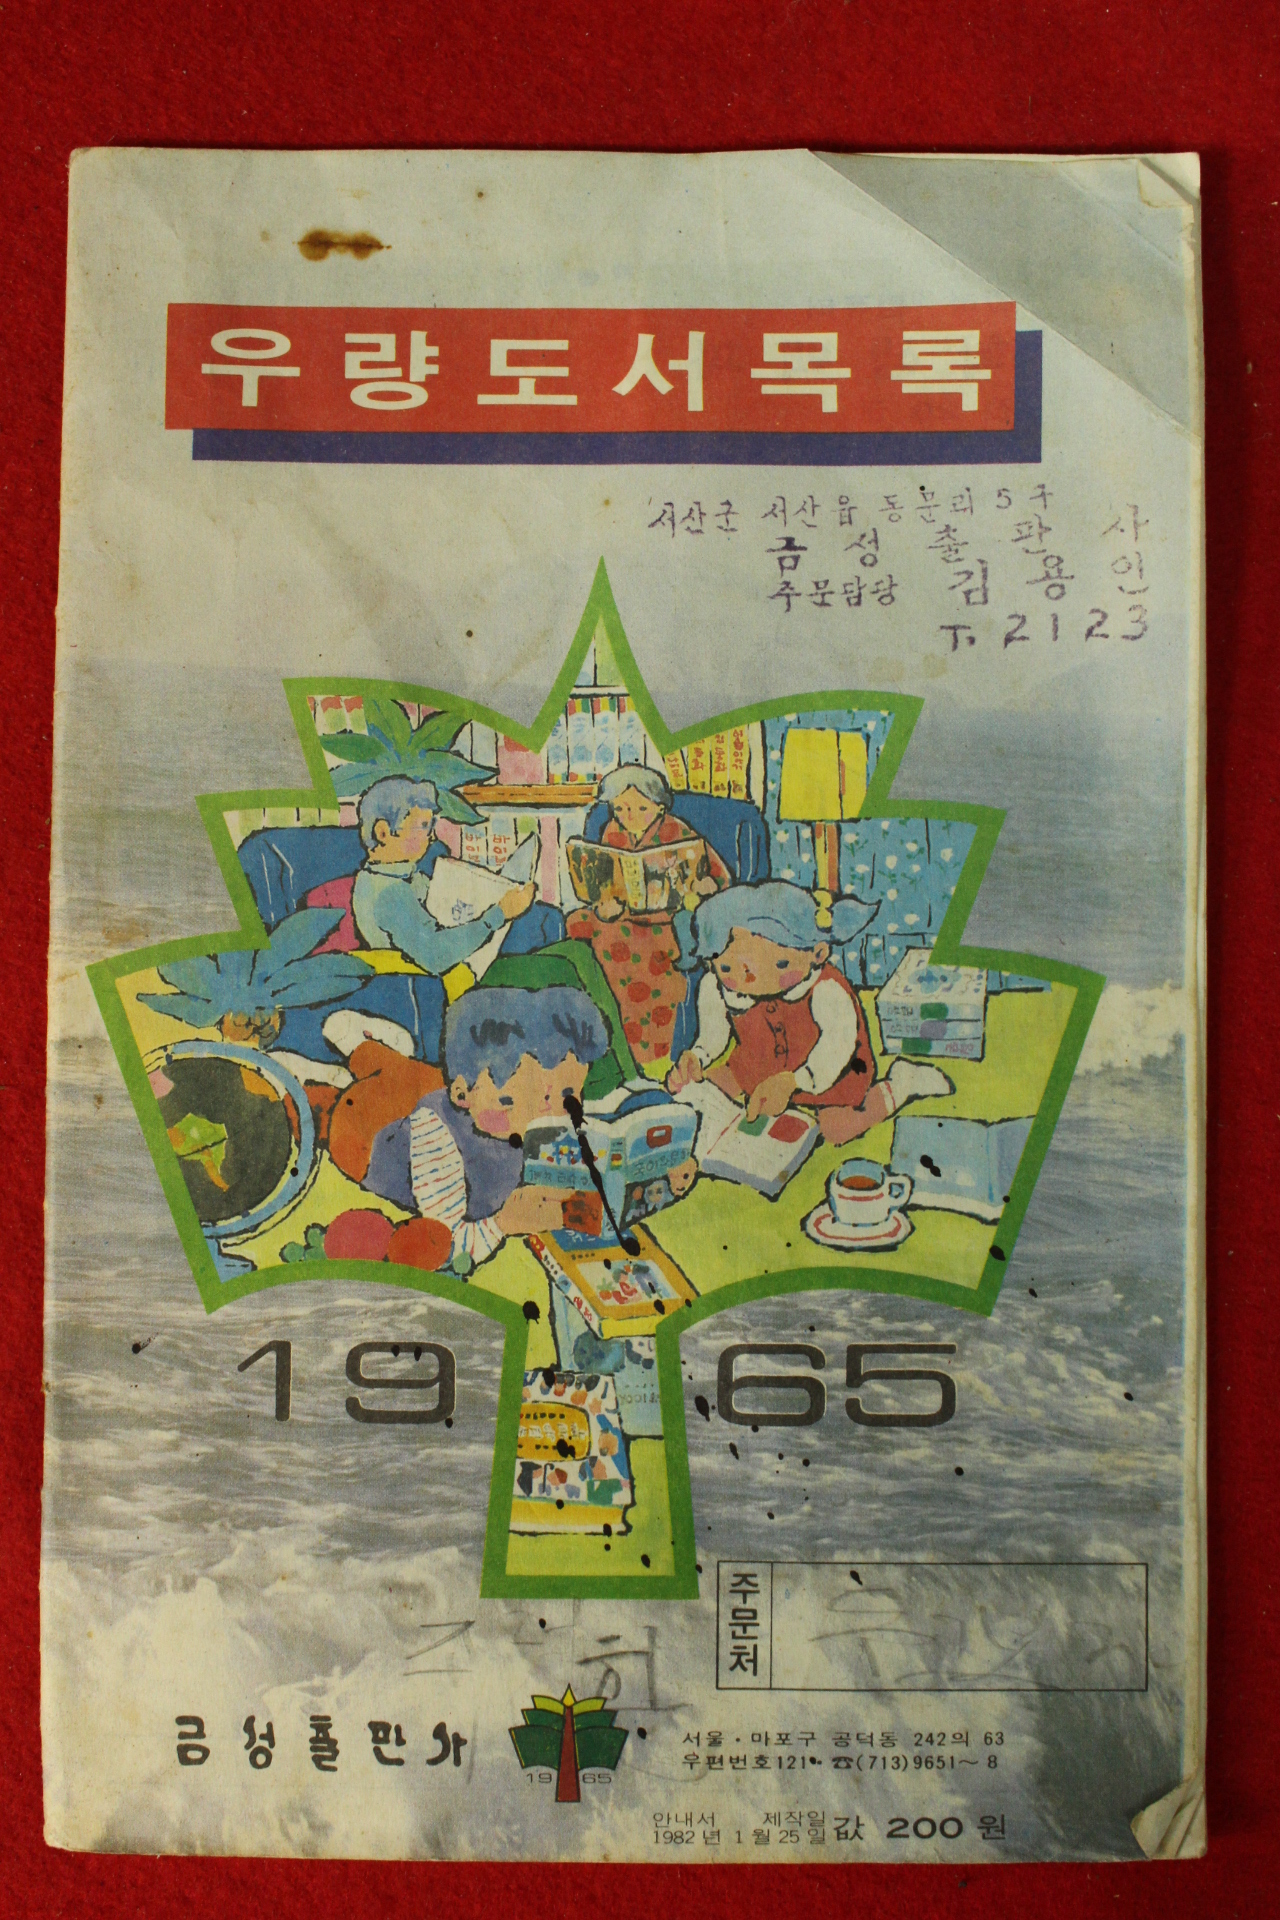 우량도서목록
서산군 서산읍 동문리 5구
금성출판사
주문담당 김용인
T. 2123
1965
주문처
금성출판사
1965
서울·마포구 공덕동 242의 63
우편번호121· ☎(713)9651~8
안내서 제작일
1982년 1월 25일 값 200원